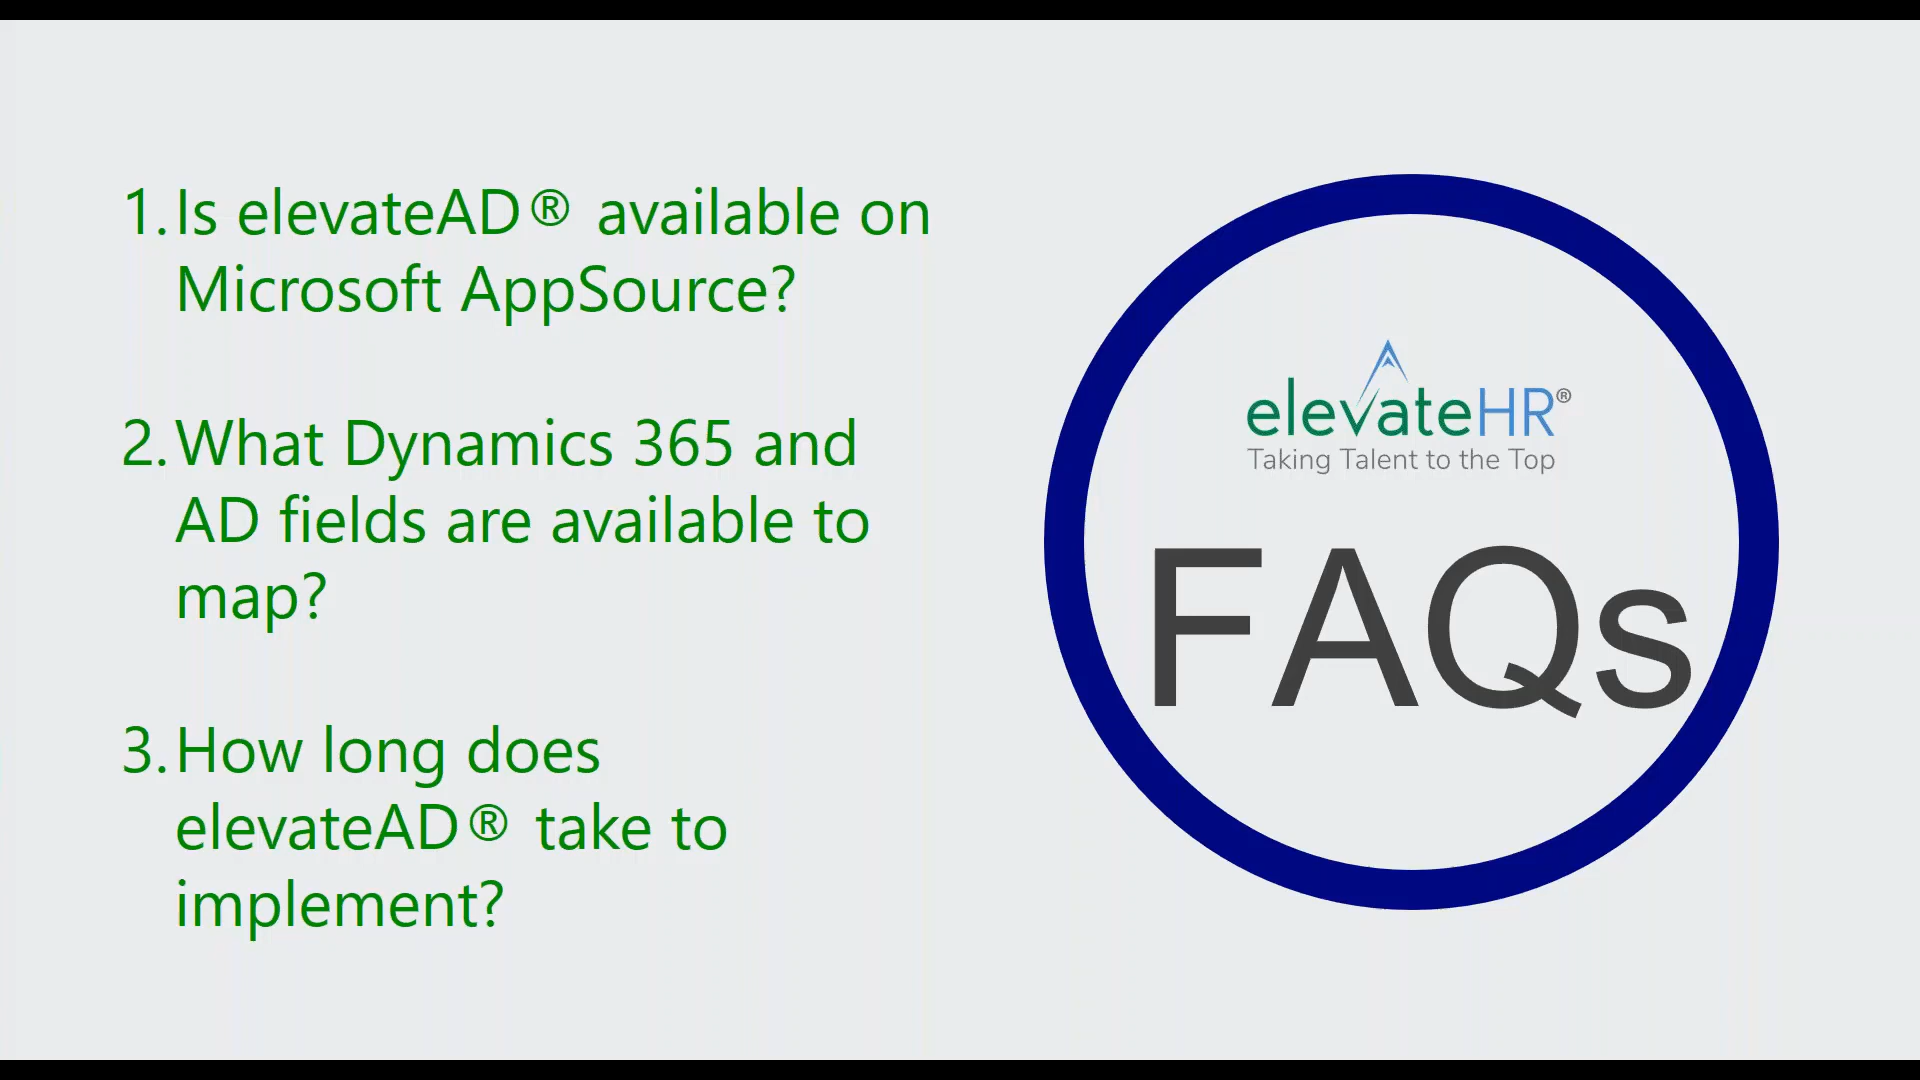 1. Is elevateAD® available on
Microsoft AppSource?
2. What Dynamics 365 and
AD fields are available to
map?
3. How long does
elevateAD® take to
implement?
elevateHR®
Taking Talent to the Top
FAQs